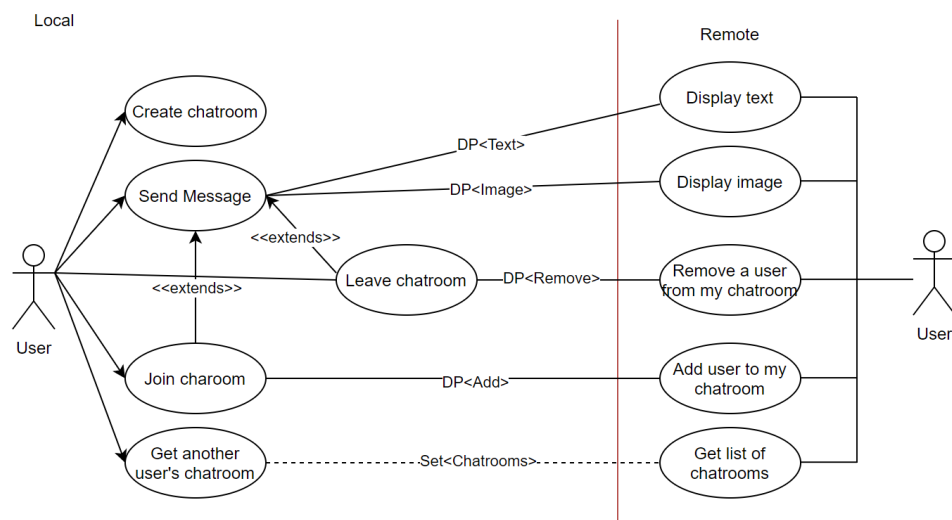 Local
Remote
Create chatroom
Display text
DP<Text>
Send Message
DP<Image>
Display image
<<extends>>
Leave chatroom
DP<Remove>
Remove a user
from my chatroom
<<extends>>
User
User
Join charoom
DP<Add>
Add user to my
chatroom
Get another
user's chatroom
Set<Chatrooms>
Get list of
chatrooms